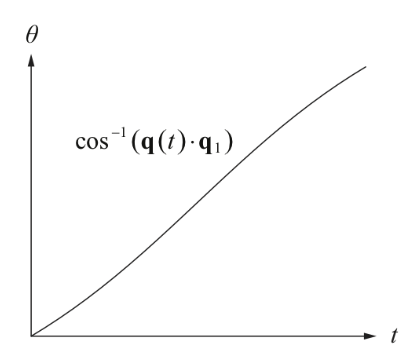 θ
cos⁻¹(q(t)·q₁)
t